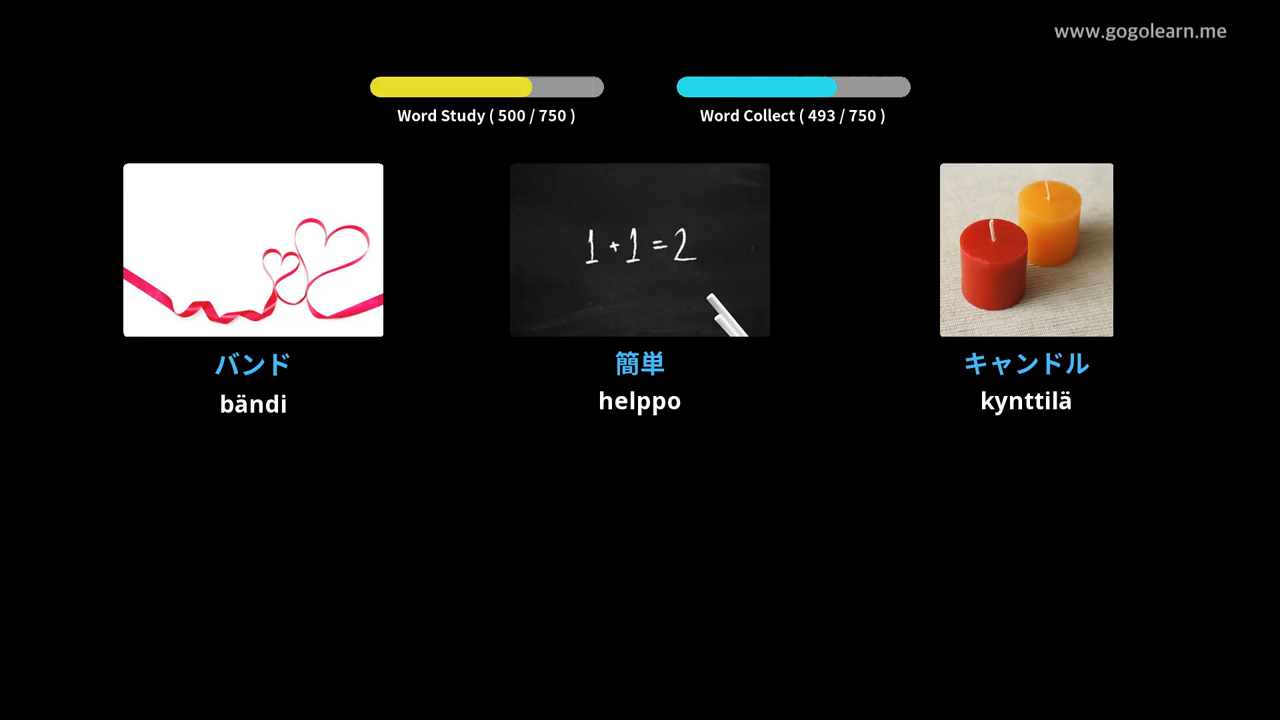 www.gogolearn.me
Word Study ( 500 / 750 )
Word Collect ( 493 / 750 )
1 + 1 = 2
バンド
簡単
キャンドル
bändi
helppo
kynttilä